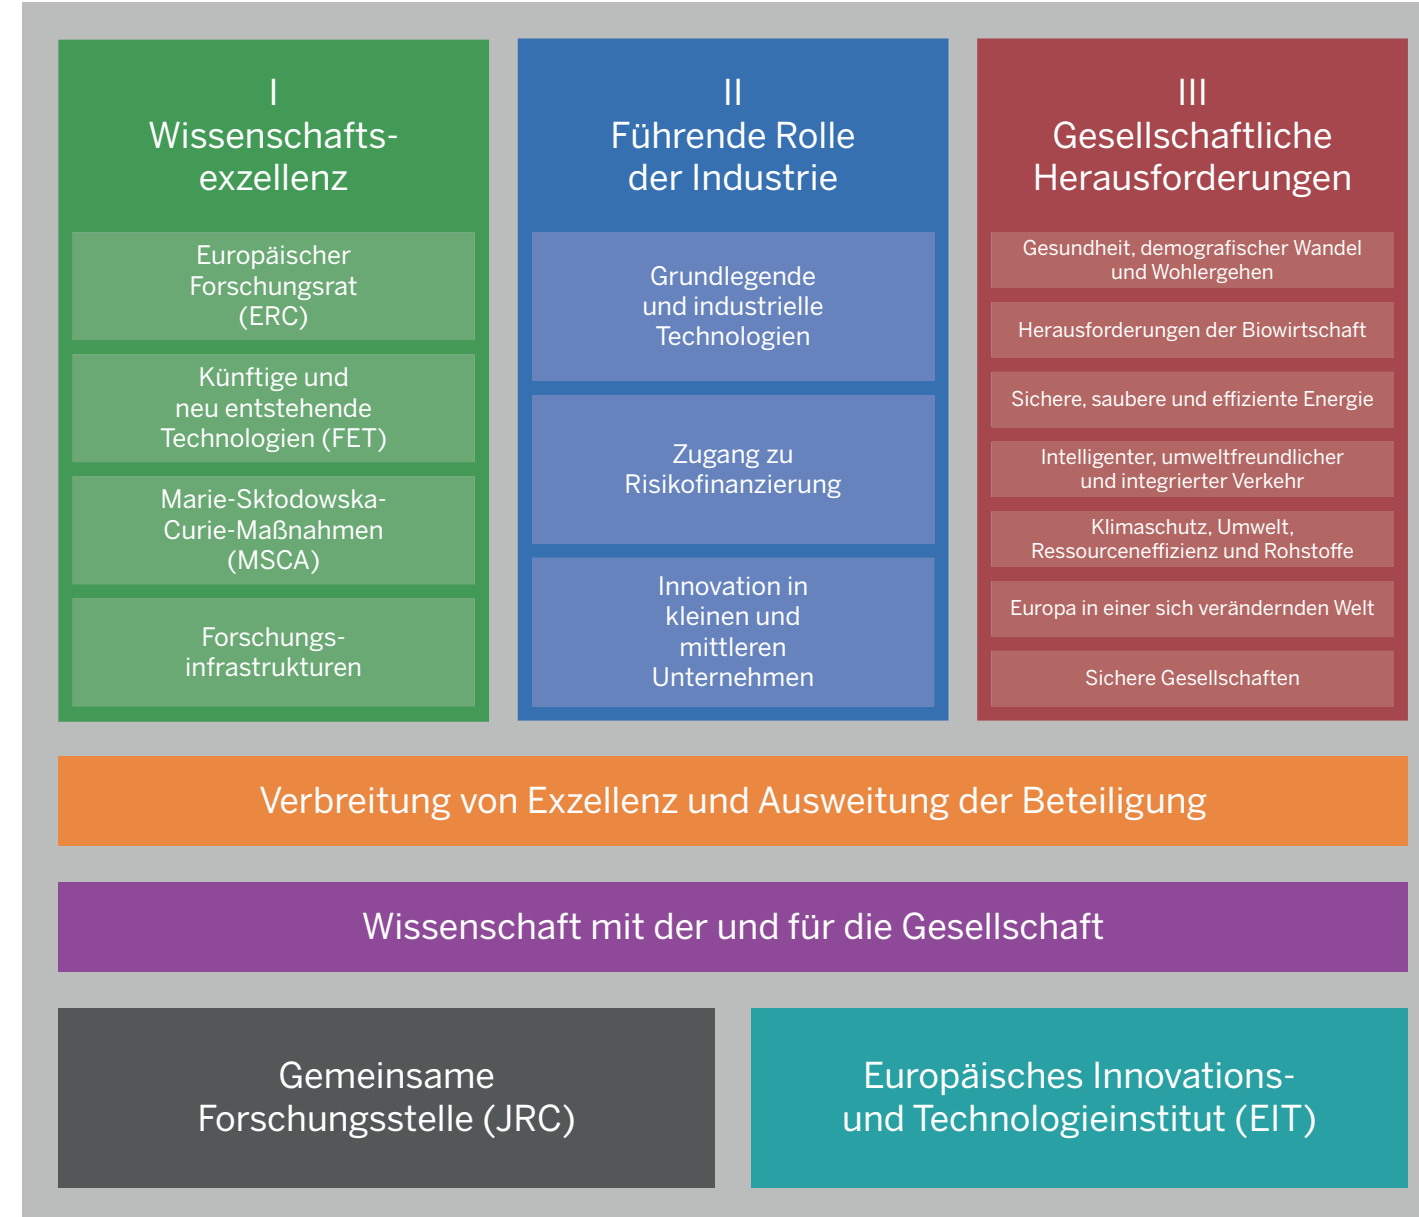 I
Wissenschafts-
exzellenz
Europäischer
Forschungsrat
(ERC)
Künftige und
neu entstehende
Technologien (FET)
Marie-Skłodowska-
Curie-Maßnahmen
(MSCA)
Forschungs-
infrastrukturen
II
Führende Rolle
der Industrie
Grundlegende
und industrielle
Technologien
Zugang zu
Risikofinanzierung
Innovation in
kleinen und
mittleren
Unternehmen
III
Gesellschaftliche
Herausforderungen
Gesundheit, demografischer Wandel
und Wohlergehen
Herausforderungen der Biowirtschaft
Sichere, saubere und effiziente Energie
Intelligenter, umweltfreundlicher
und integrierter Verkehr
Klimaschutz, Umwelt,
Ressourceneffizienz und Rohstoffe
Europa in einer sich verändernden Welt
Sichere Gesellschaften
Verbreitung von Exzellenz und Ausweitung der Beteiligung
Wissenschaft mit der und für die Gesellschaft
Gemeinsame
Forschungsstelle (JRC)
Europäisches Innovations-
und Technologieinstitut (EIT)